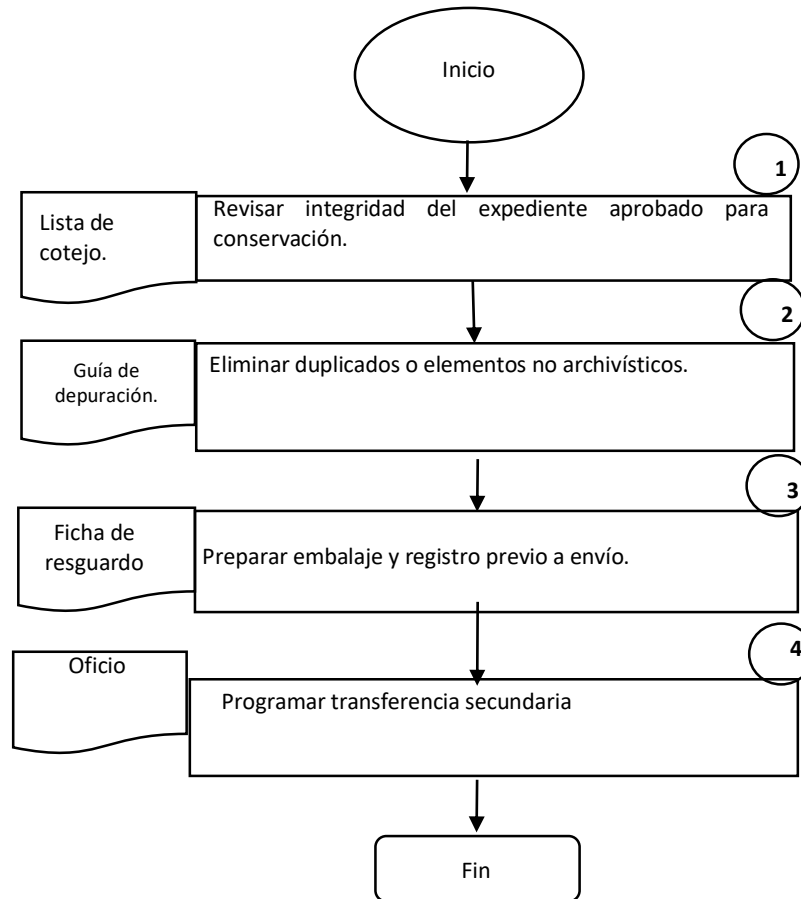 Inicio
1
Lista de
cotejo.
Revisar integridad del expediente aprobado para
conservación.
2
Guía de
depuración.
Eliminar duplicados o elementos no archivísticos.
3
Ficha de
resguardo
Preparar embalaje y registro previo a envío.
4
Oficio
Programar transferencia secundaria
Fin